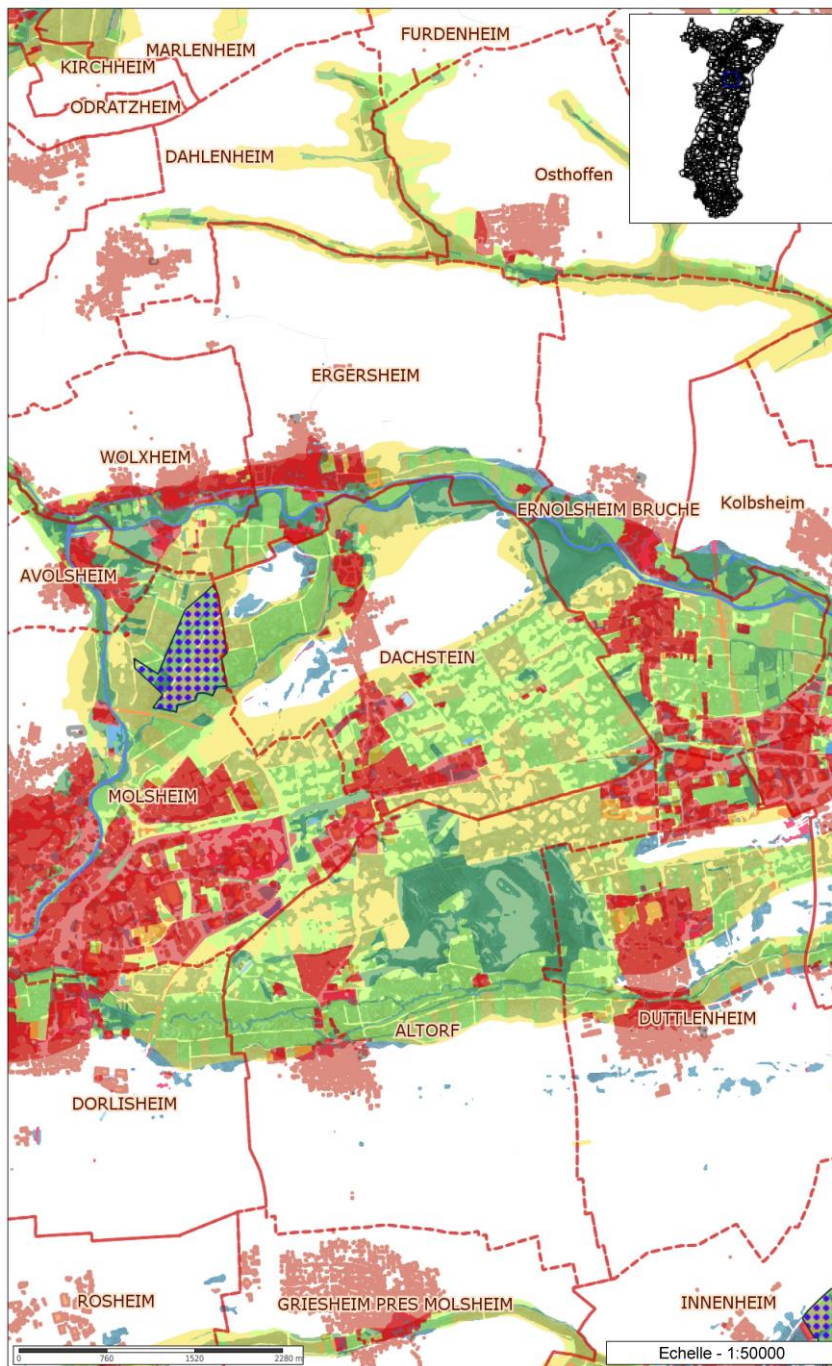 FURDENHEIM
MARLENHEIM
KIRCHHEIM
ODRATZHEIM
DAHLENHEIM
Osthoffen
ERGERSHEIM
WOLXHEIM
Kolbsheim
ERNOLSHEIM BRUCHE
AVOLSHEIM
DACHSTEIN
MOLSHEIM
DUTTLENHEIM
ALTORF
DORLISHEIM
ROSHEIM
GRIESHEIM PRES MOLSHEIM
INNENHEIM
0 760 1520 2280 m
Echelle - 1:50000